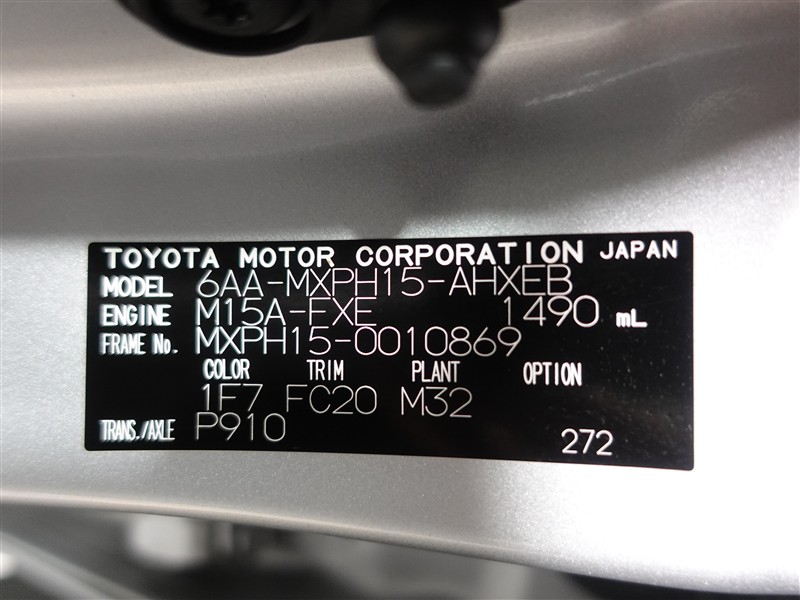 TOYOTA MOTOR CORPORATION JAPAN
MODEL 6AA-MXPH15-AHXEB
ENGINE M15A-FXE 1490 mL
FRAME No. MXPH15-0010869
COLOR TRIM PLANT OPTION
1F7 FC20 M32
TRANS./AXLE P910
272